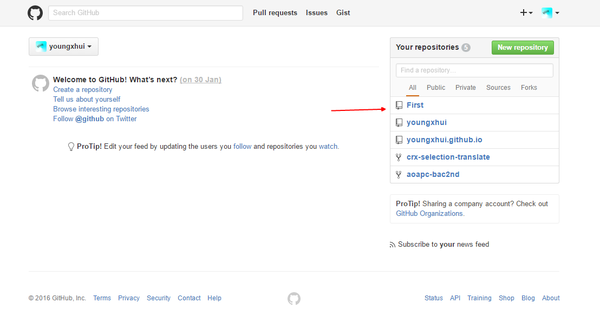 Search GitHub
Pull requests Issues Gist
youngxhui
Welcome to GitHub! What's next? (on 30 Jan)
Create a repository
Tell us about yourself
Browse interesting repositories
Follow @github on Twitter
ProTip! Edit your feed by updating the users you follow and repositories you watch.
Your repositories 5
New repository
Find a repository...
All Public Private Sources Forks
First
youngxhui
youngxhui.github.io
crx-selection-translate
aoapc-bac2nd
ProTip! Sharing a company account? Check out
GitHub Organizations.
Subscribe to your news feed
© 2016 GitHub, Inc. Terms Privacy Security Contact Help
Status API Training Shop Blog About